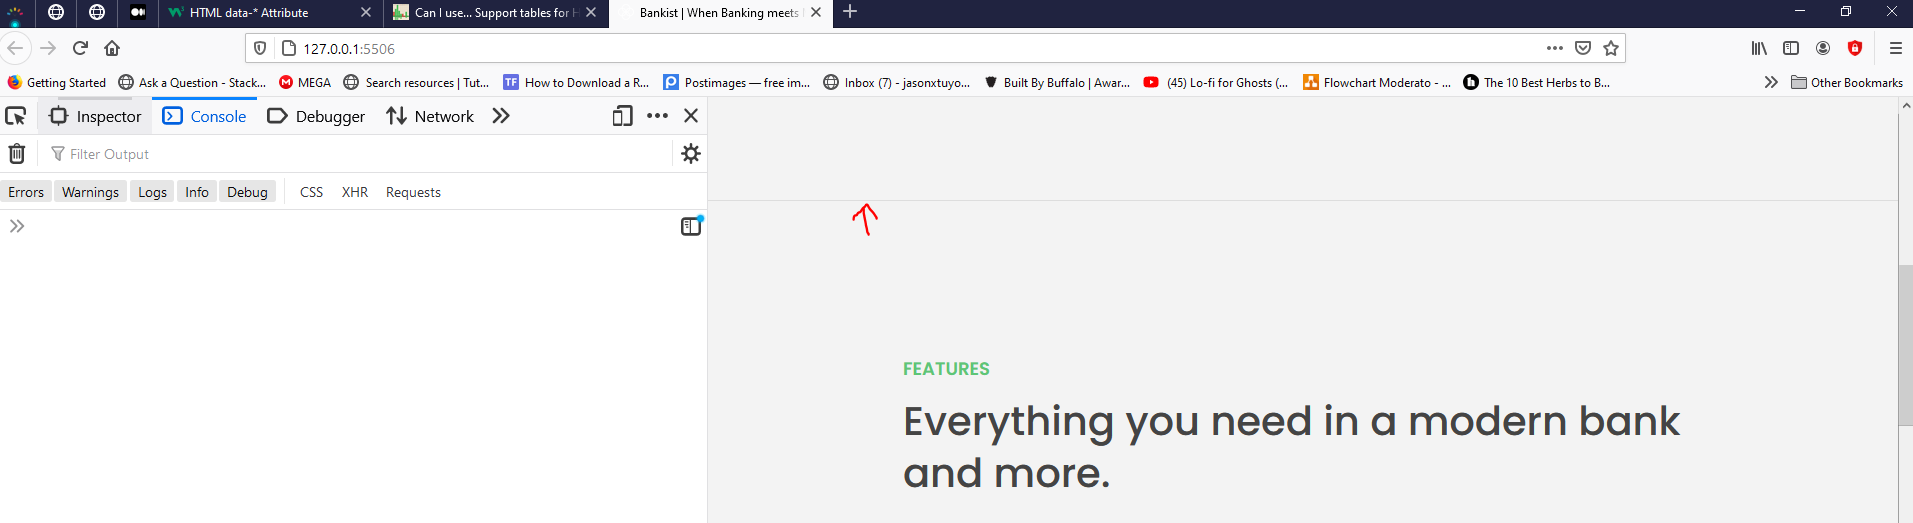 HTML data-* Attribute
Can I use... Support tables for H
Bankist | When Banking meets
127.0.0.1:5506
Getting Started
Ask a Question - Stack...
MEGA
Search resources | Tut...
TF
How to Download a R...
Postimages — free im...
Inbox (7) - jasonxtuyo...
Built By Buffalo | Awar...
(45) Lo-fi for Ghosts (...
Flowchart Moderato - ...
h
The 10 Best Herbs to B...
Other Bookmarks
Inspector
Console
Debugger
Network
Filter Output
Errors
Warnings
Logs
Info
Debug
CSS
XHR
Requests
FEATURES
Everything you need in a modern bank
and more.